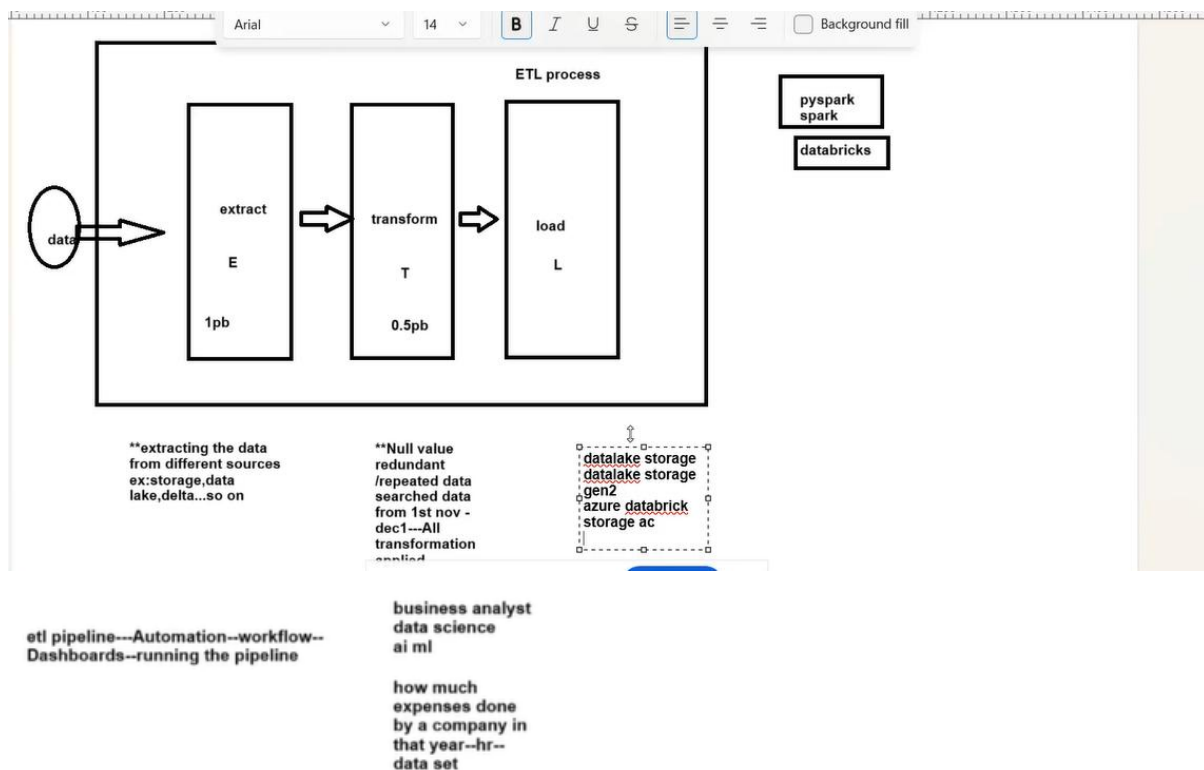 Arial
14
B
I
U
S
Background fill
ETL process
pyspark
spark
databricks
data
extract
E
1pb
transform
T
0.5pb
load
L
**extracting the data
from different sources
ex:storage,data
lake,delta...so on
**Null value
redundant
/repeated data
searched data
from 1st nov -
dec1---All
transformation
applied
datalake storage
datalake storage
gen2
azure databrick
storage ac
etl pipeline---Automation--workflow--
Dashboards--running the pipeline
business analyst
data science
ai ml
how much
expenses done
by a company in
that year--hr--
data set